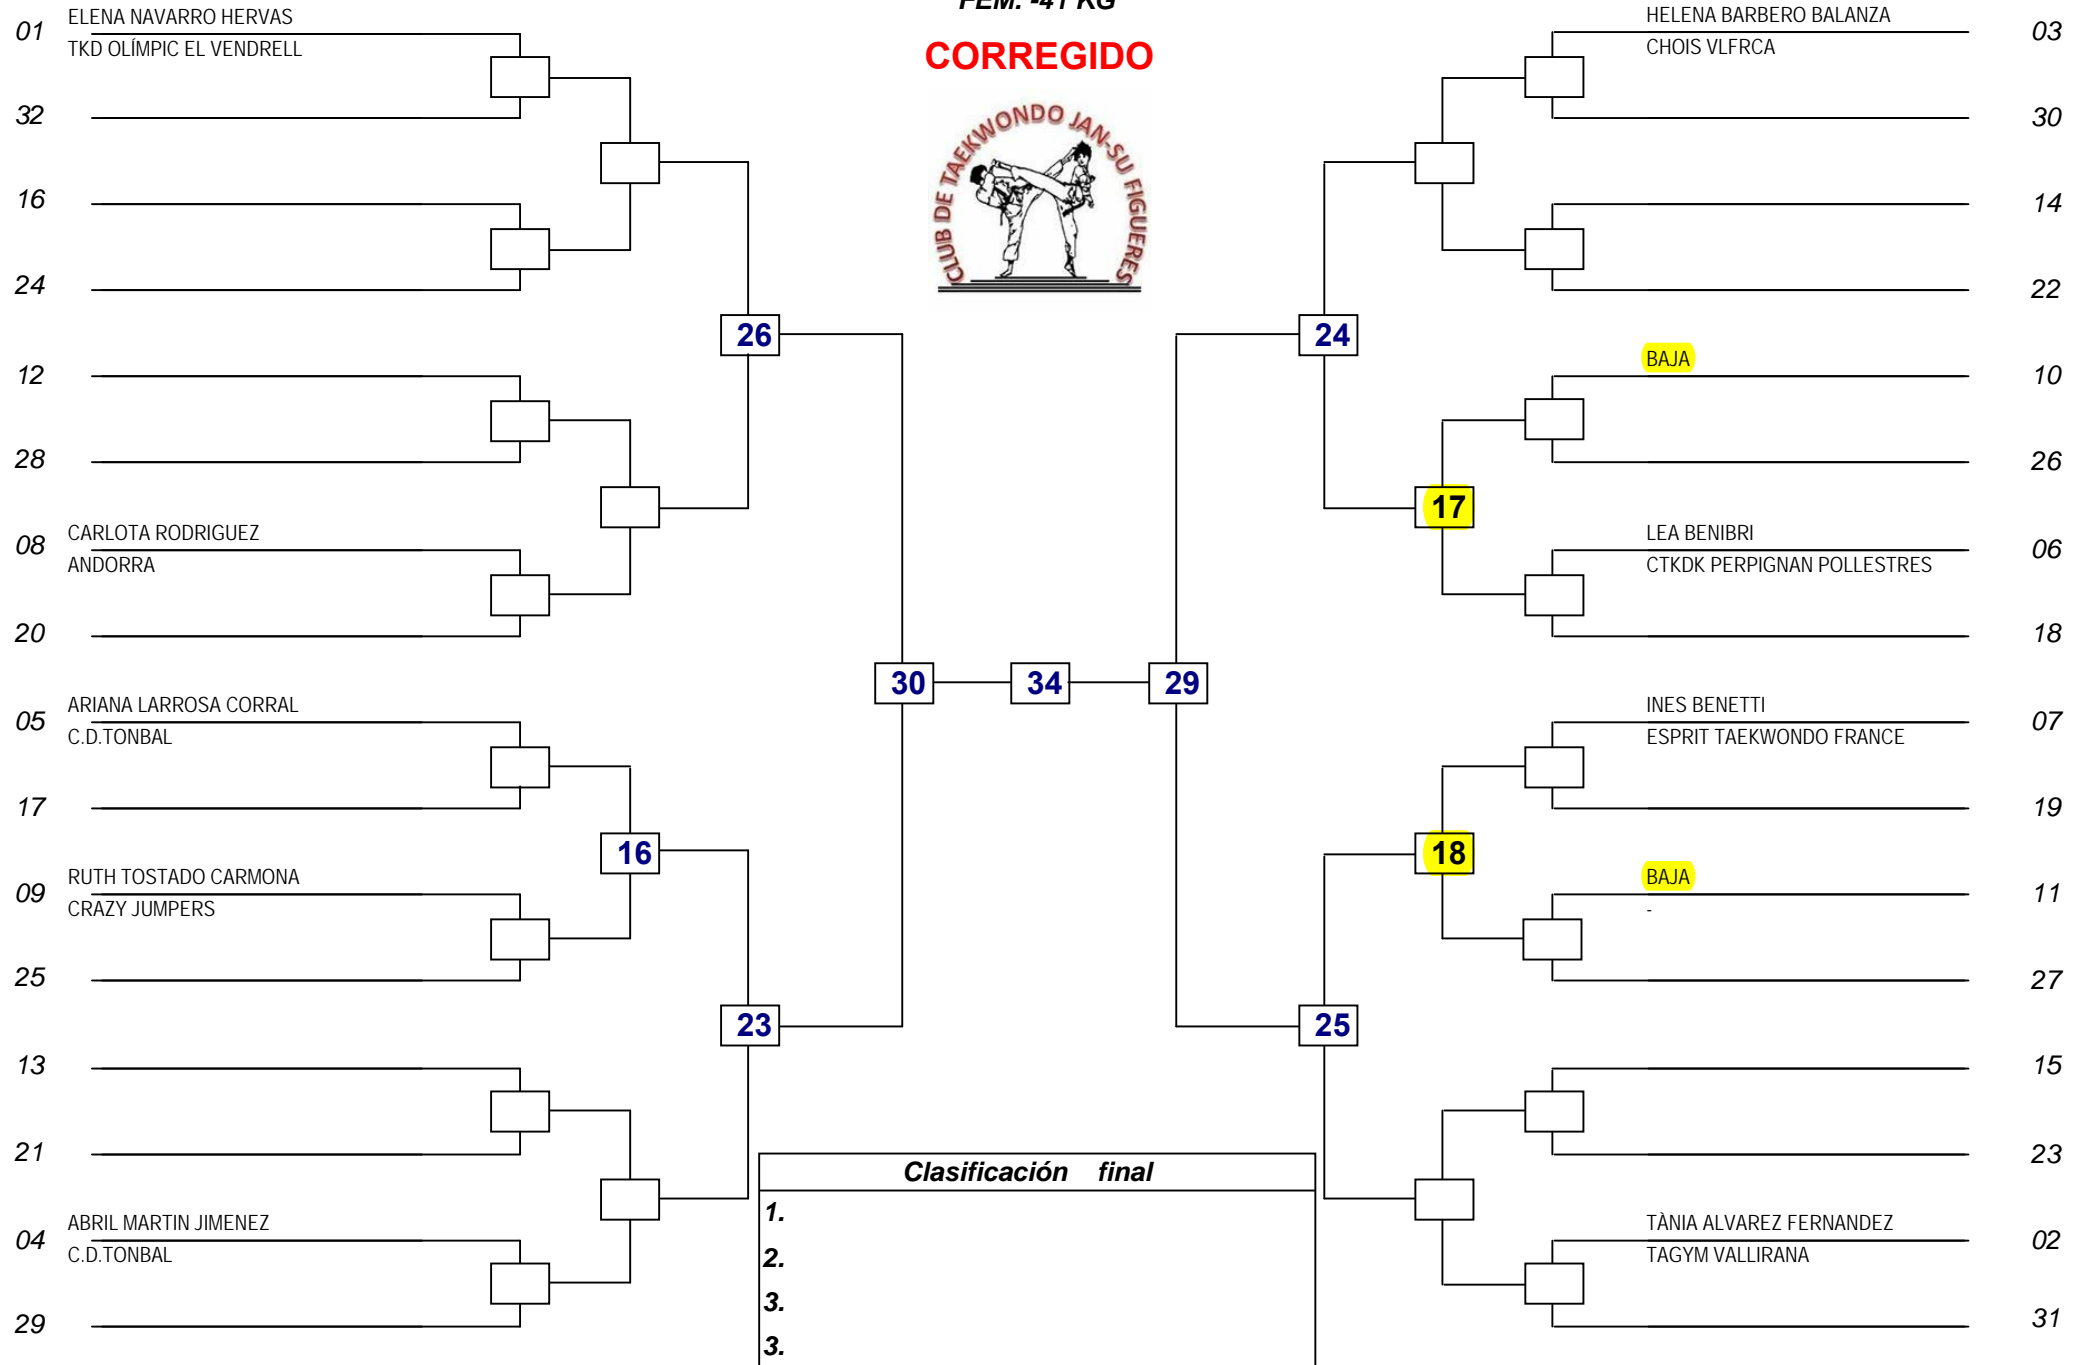 FEM. -41 KG
CORREGIDO
CLUB DE TAEKWONDO JAN-SU FIGUERES
01
ELENA NAVARRO HERVAS
TKD OLÍMPIC EL VENDRELL
32
16
24
12
28
08
CARLOTA RODRIGUEZ
ANDORRA
20
05
ARIANA LARROSA CORRAL
C.D.TONBAL
17
09
RUTH TOSTADO CARMONA
CRAZY JUMPERS
25
13
21
04
ABRIL MARTIN JIMENEZ
C.D.TONBAL
29
26
16
23
30
34
29
24
17
18
25
HELENA BARBERO BALANZA
03
CHOIS VLFRCA
30
14
22
BAJA
10
26
LEA BENIBRI
06
CTKDK PERPIGNAN POLLESTRES
18
INES BENETTI
07
ESPRIT TAEKWONDO FRANCE
19
BAJA
11
-
27
15
23
TÀNIA ALVAREZ FERNANDEZ
02
TAGYM VALLIRANA
31
Clasificación final
1.
2.
3.
3.